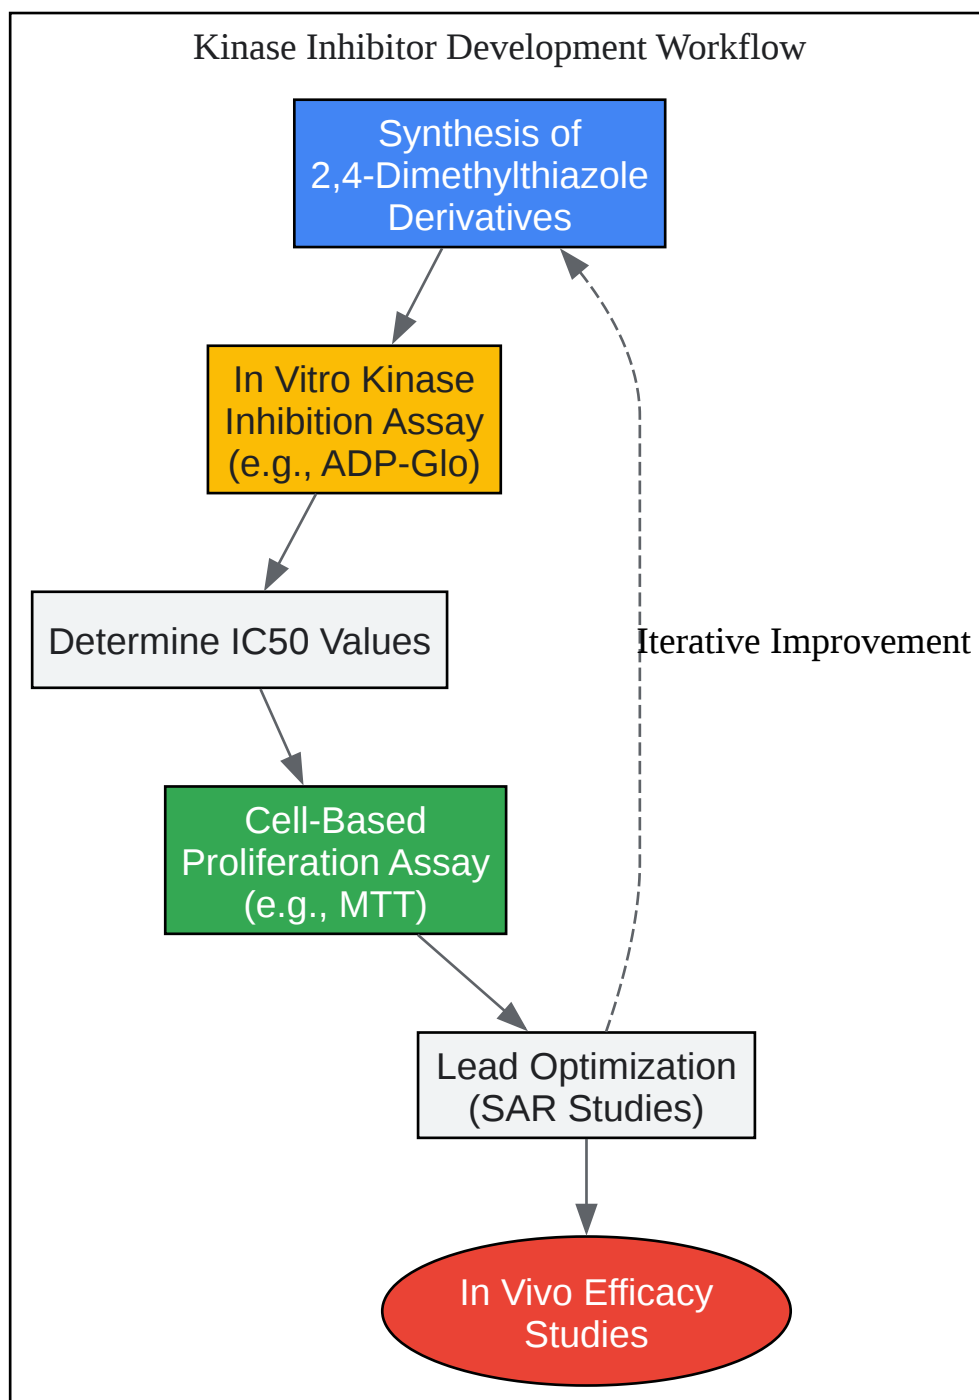 Kinase Inhibitor Development Workflow
Synthesis of
2,4-Dimethylthiazole
Derivatives
In Vitro Kinase
Inhibition Assay
(e.g., ADP-Glo)
Determine IC50 Values
Iterative Improvement
Cell-Based
Proliferation Assay
(e.g., MTT)
Lead Optimization
(SAR Studies)
In Vivo Efficacy
Studies